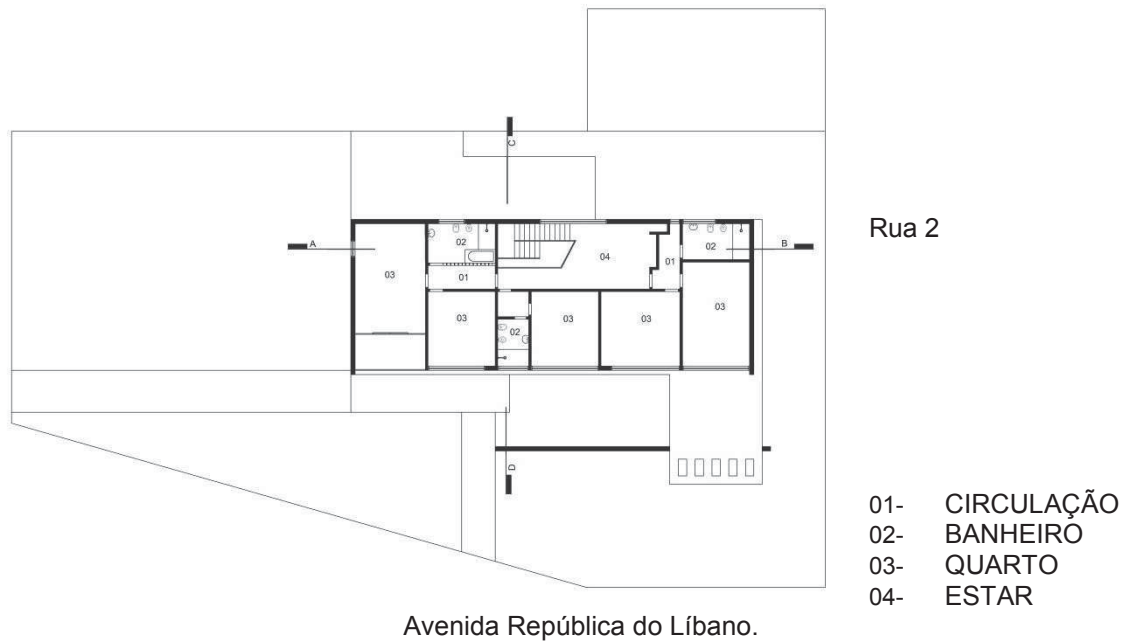 C
Rua 2
A
02
04
01
02
B
03
01
03
03
02
03
03
D
01- CIRCULAÇÃO
02- BANHEIRO
03- QUARTO
04- ESTAR
Avenida República do Líbano.